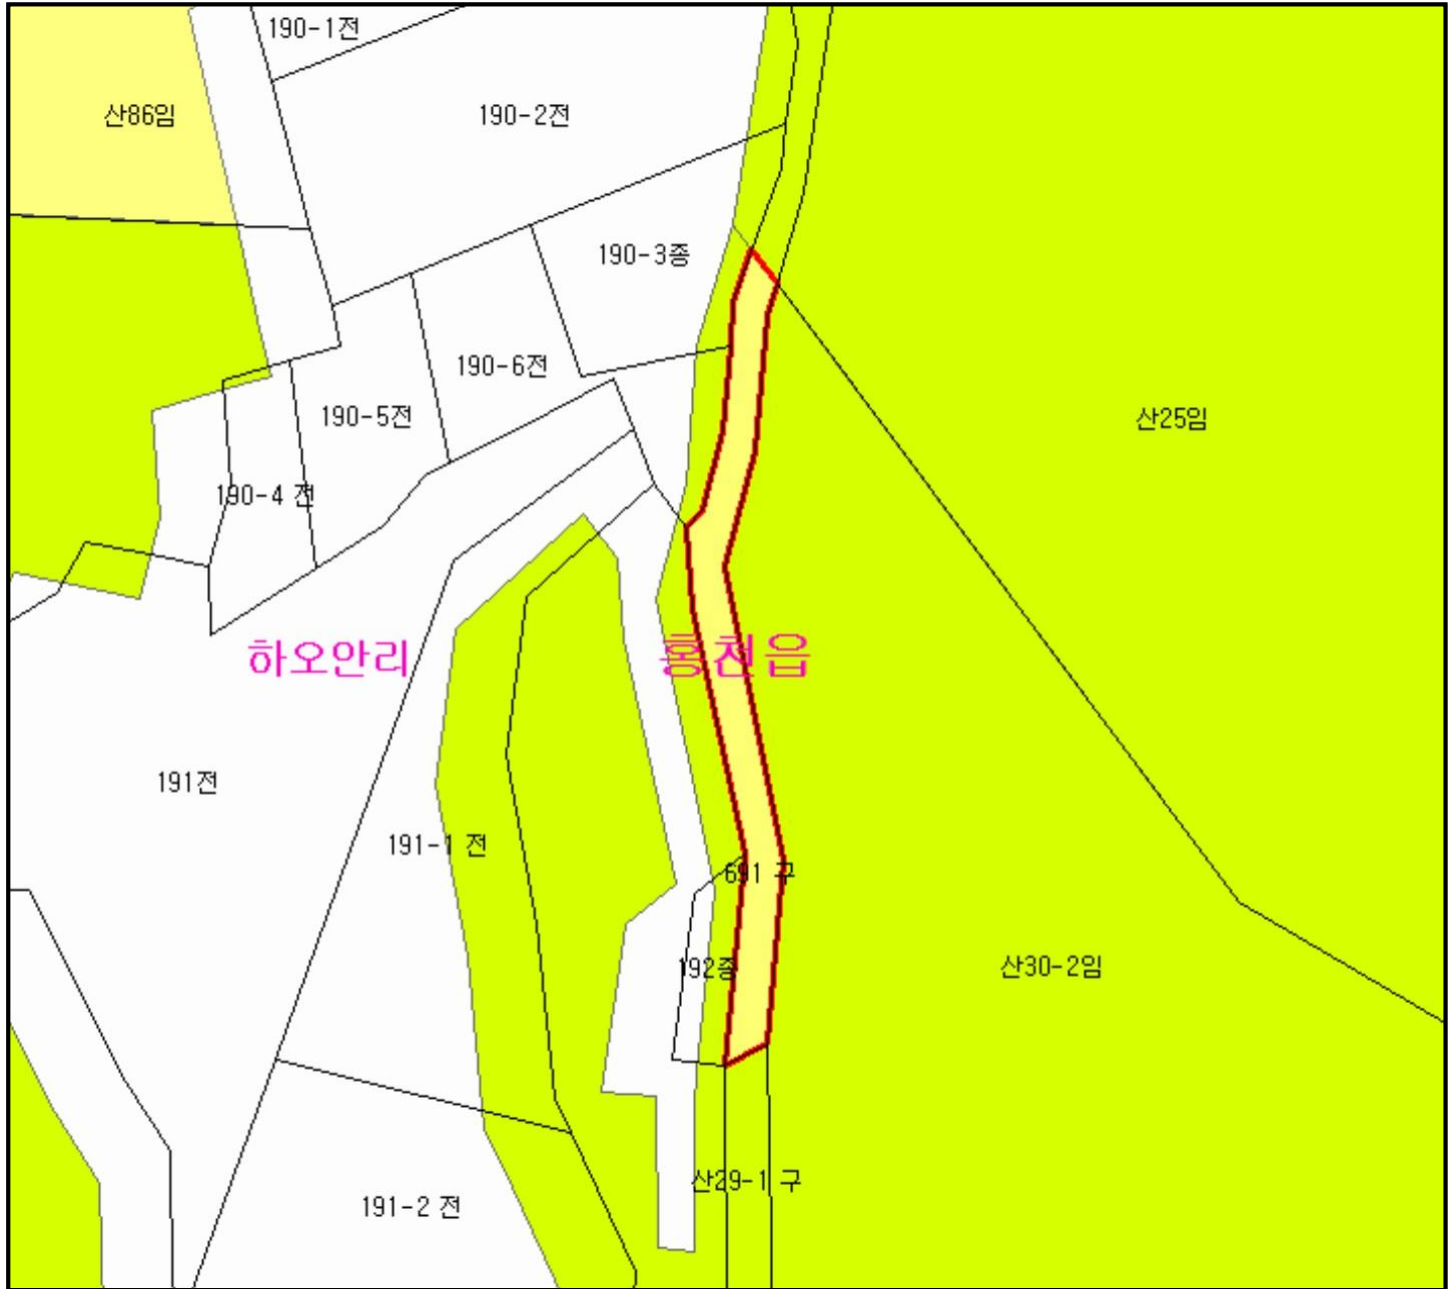 190-1전
산86임
190-2전
190-3종
190-6전
190-5전
산25임
190-4 전
하오안리
홍천읍
191전
191-1 전
691 구
192종
산30-2임
산29-1 구
191-2 전